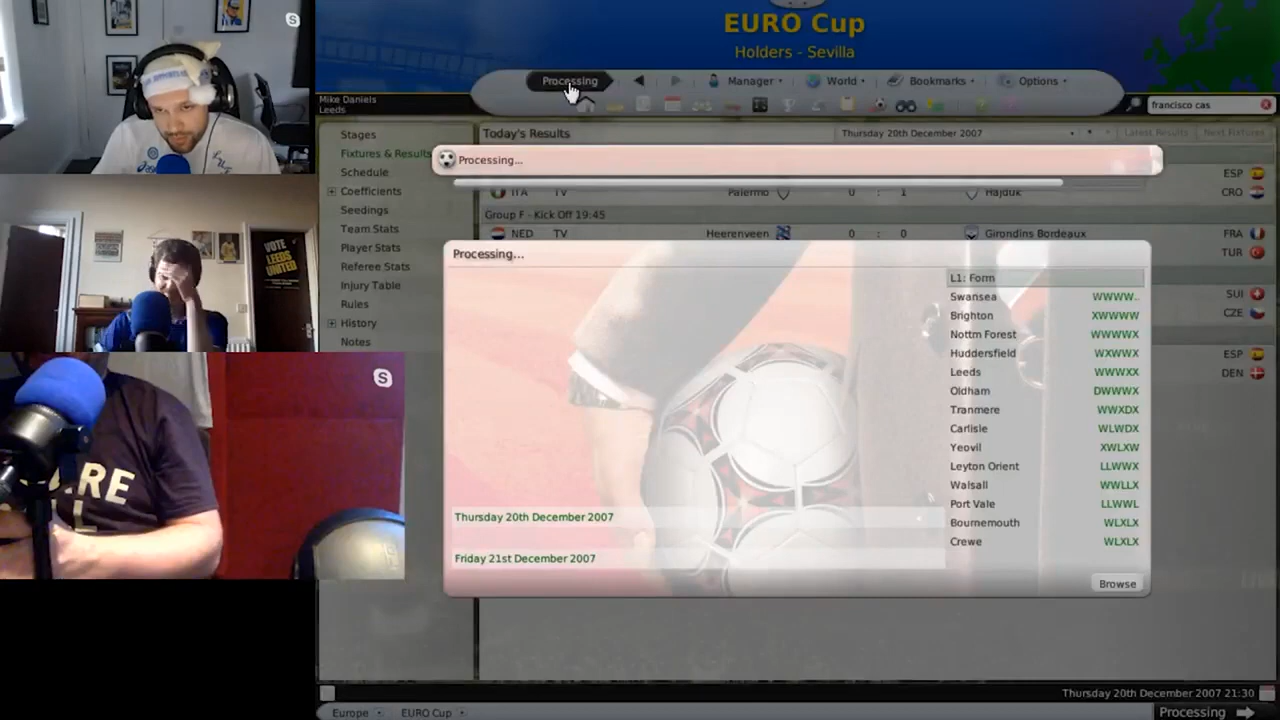 EURO Cup
Holders - Sevilla
Processing
Manager
World
Bookmarks
Options
Mike Daniels
Leeds
francisco cas
Stages
Fixtures & Results
Schedule
Coefficients
Seedings
Team Stats
Player Stats
Referee Stats
Injury Table
Rules
History
Notes
Today's Results
Thursday 20th December 2007
Latest Results
Next Fixtures
Processing...
ITA TV Palermo 0 : 1 Hajduk
Group F - Kick Off 19:45
NED TV Heerenveen 0 : 0 Girondins Bordeaux
ESP
CRO
FRA
TUR
SUI
CZE
ESP
DEN
Processing...
L1: Form
Swansea WWWW..
Brighton XWWWW
Nottm Forest WWWWX
Huddersfield WXWWX
Leeds WWWXX
Oldham DWWWX
Tranmere WWXDX
Carlisle WLWDX
Yeovil XWLXW
Leyton Orient LLWWX
Walsall WWLLX
Port Vale LLWWL
Bournemouth WLXLX
Crewe WLXLX
Thursday 20th December 2007
Friday 21st December 2007
Browse
VOTE
LEEDS
UNITED
Thursday 20th December 2007 21:30
Europe
EURO Cup
Processing